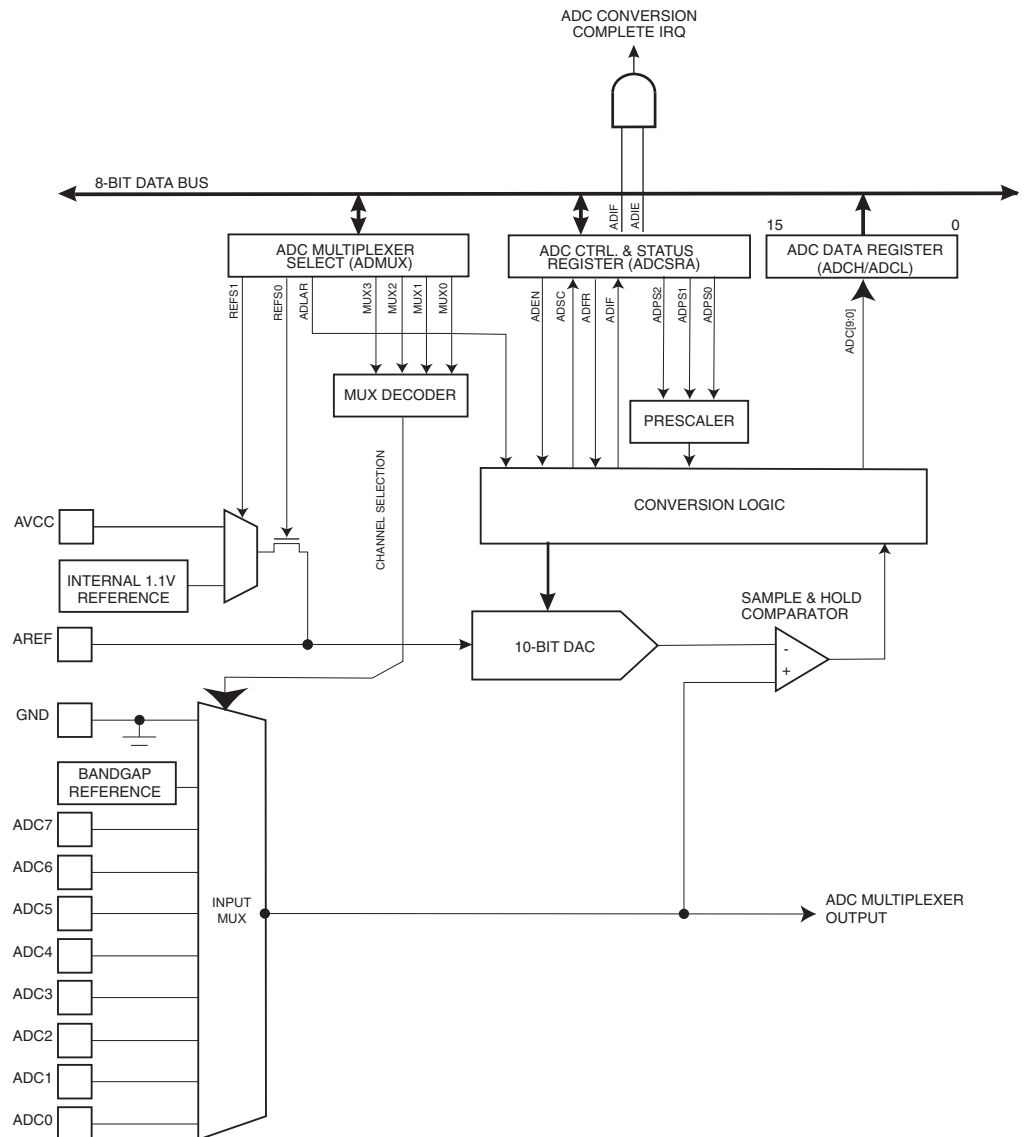 ADC CONVERSION
COMPLETE IRQ
8-BIT DATA BUS
ADIF
ADIE
15
0
ADC MULTIPLEXER
SELECT (ADMUX)
ADC CTRL. & STATUS
REGISTER (ADCSRA)
ADC DATA REGISTER
(ADCH/ADCL)
REFS1
REFS0
ADLAR
MUX3
MUX2
MUX1
MUX0
ADEN
ADSC
ADFR
ADIF
ADPS2
ADPS1
ADPS0
ADC[9:0]
MUX DECODER
PRESCALER
CHANNEL SELECTION
CONVERSION LOGIC
AVCC
INTERNAL 1.1V
REFERENCE
SAMPLE & HOLD
COMPARATOR
AREF
10-BIT DAC
-
+
GND
BANDGAP
REFERENCE
ADC7
ADC6
ADC5
INPUT
MUX
ADC MULTIPLEXER
OUTPUT
ADC4
ADC3
ADC2
ADC1
ADC0